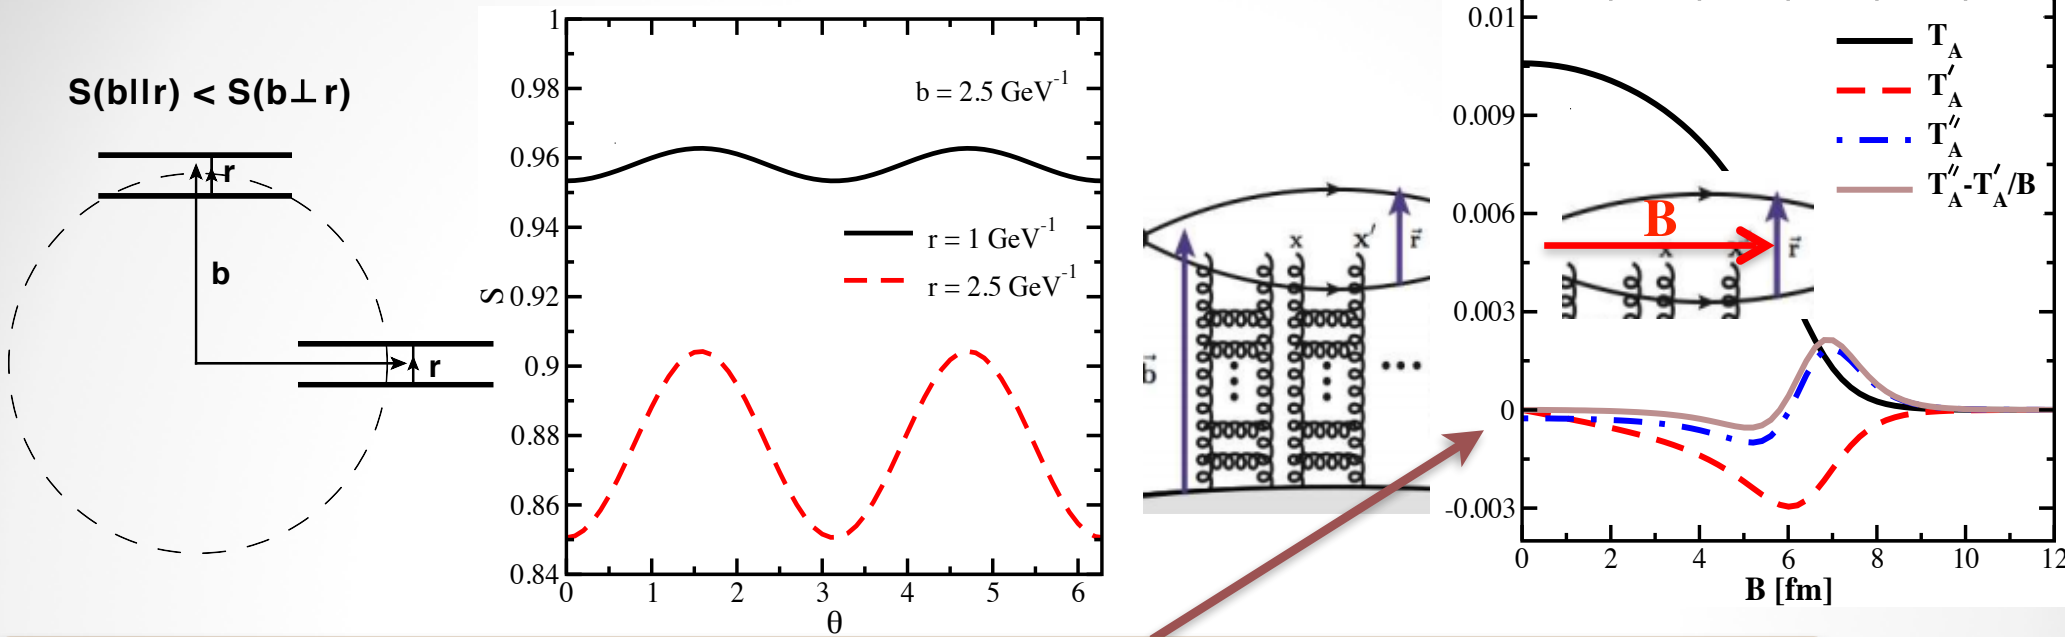 S(b||r) < S(b⊥r)
r
b
r
1
0.98
0.96
0.94
0.92
0.9
0.88
0.86
0.84
S
b = 2.5 GeV⁻¹
r = 1 GeV⁻¹
r = 2.5 GeV⁻¹
0 1 2 3 4 5 6
θ
x x′ r⃗
b⃗
0.01
0.009
0.006
0.003
0
-0.003
T_A
T′_A
T″_A
T″_A-T′_A/B
B
x r⃗
0 2 4 6 8 10 12
B [fm]